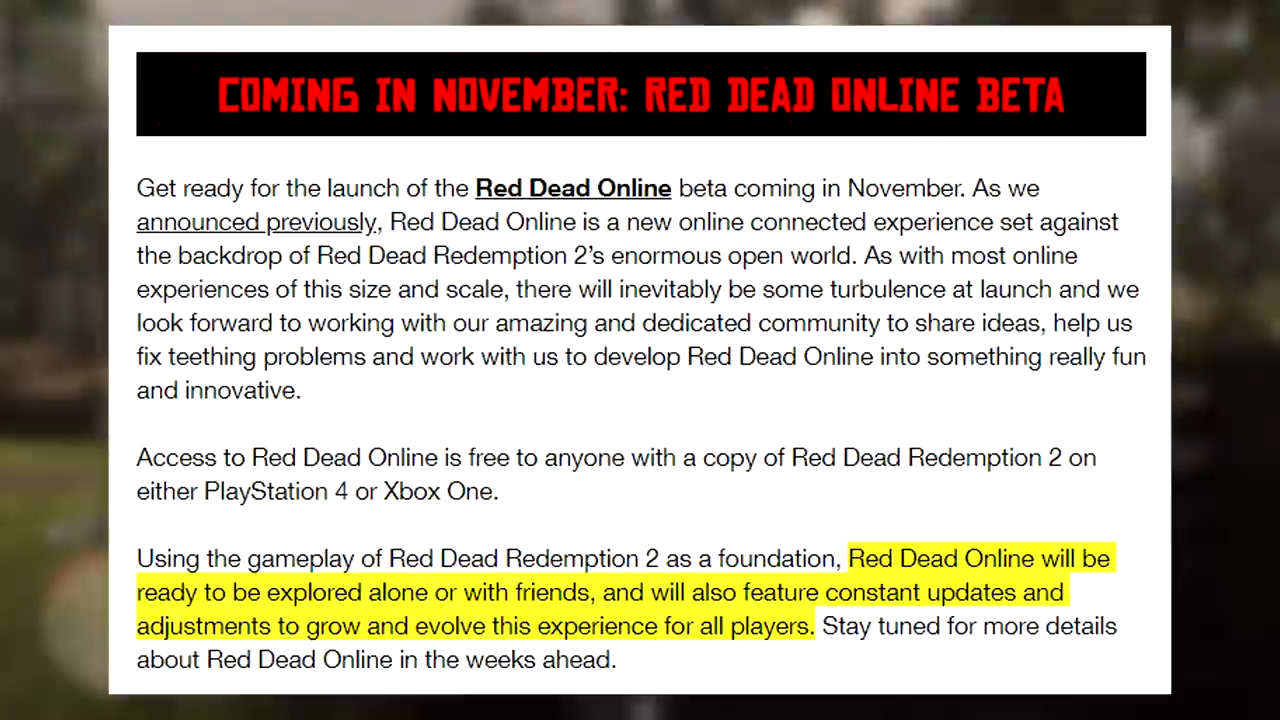 COMING IN NOVEMBER: RED DEAD ONLINE BETA
Get ready for the launch of the Red Dead Online beta coming in November. As we
announced previously, Red Dead Online is a new online connected experience set against
the backdrop of Red Dead Redemption 2’s enormous open world. As with most online
experiences of this size and scale, there will inevitably be some turbulence at launch and we
look forward to working with our amazing and dedicated community to share ideas, help us
fix teething problems and work with us to develop Red Dead Online into something really fun
and innovative.
Access to Red Dead Online is free to anyone with a copy of Red Dead Redemption 2 on
either PlayStation 4 or Xbox One.
Using the gameplay of Red Dead Redemption 2 as a foundation, Red Dead Online will be
ready to be explored alone or with friends, and will also feature constant updates and
adjustments to grow and evolve this experience for all players. Stay tuned for more details
about Red Dead Online in the weeks ahead.